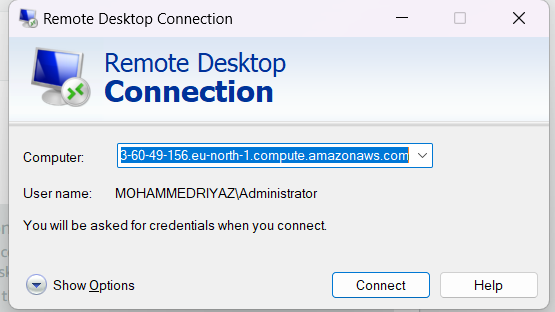 Remote Desktop Connection
Remote Desktop
Connection
Computer: 3-60-49-156.eu-north-1.compute.amazonaws.com
User name: MOHAMMEDRIYAZ\Administrator
You will be asked for credentials when you connect.
Show Options Connect Help